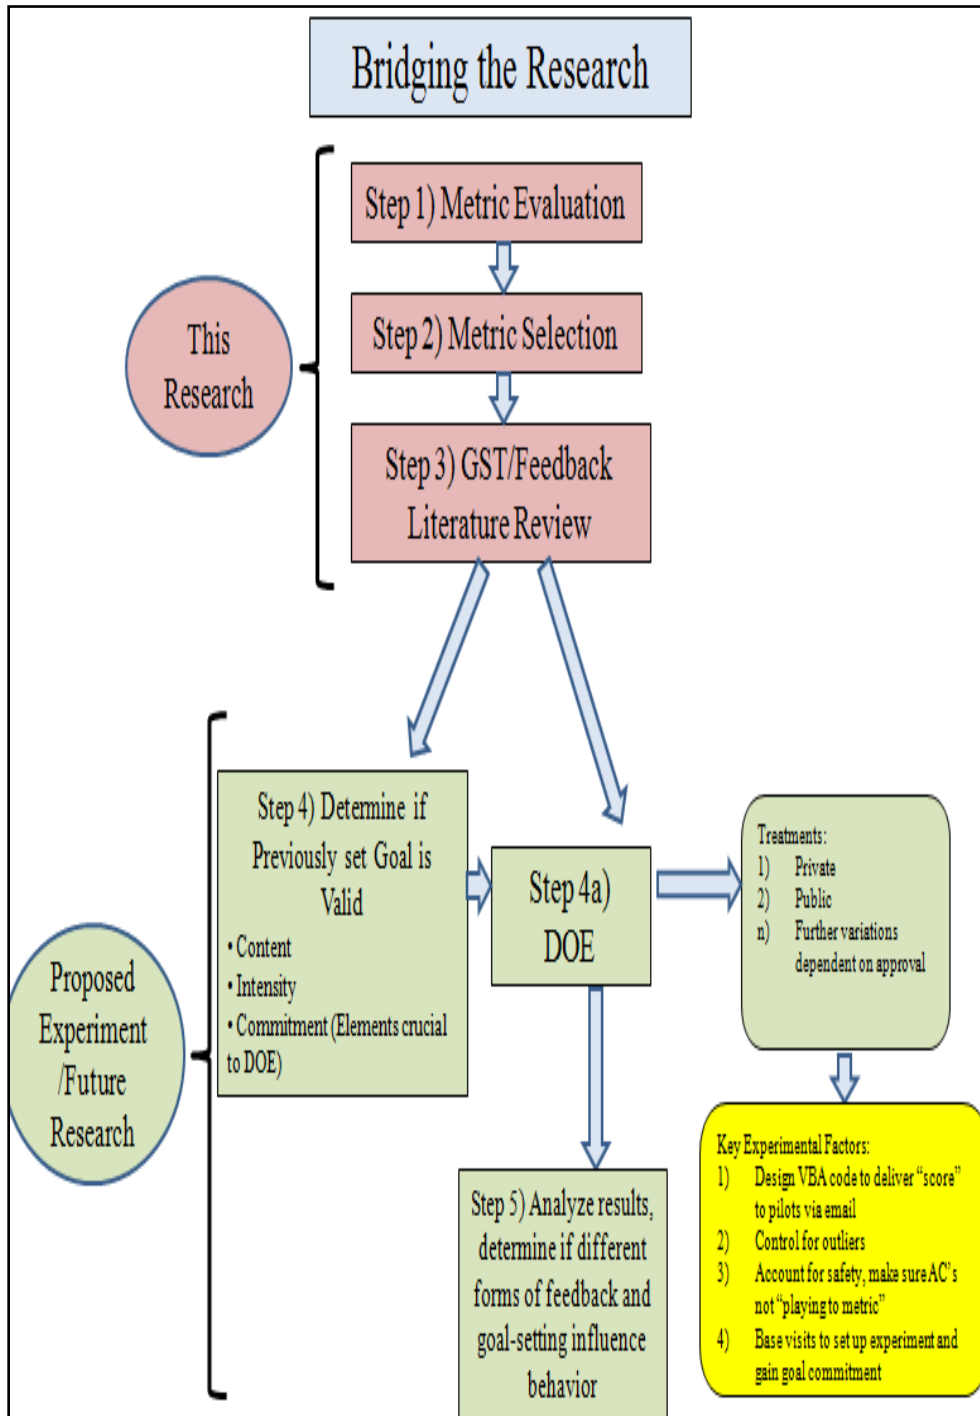 Bridging the Research
Step 1) Metric Evaluation
Step 2) Metric Selection
This
Research
Step 3) GST/Feedback
Literature Review
Step 4) Determine if
Previously set Goal is
Valid
• Content
• Intensity
• Commitment (Elements crucial
to DOE)
Step 4a)
DOE
Treatments:
1) Private
2) Public
n) Further variations
dependent on approval
Proposed
Experiment
/Future
Research
Key Experimental Factors:
1) Design VBA code to deliver “score”
to pilots via email
2) Control for outliers
3) Account for safety, make sure AC’s
not “playing to metric”
4) Base visits to set up experiment and
gain goal commitment
Step 5) Analyze results,
determine if different
forms of feedback and
goal-setting influence
behavior